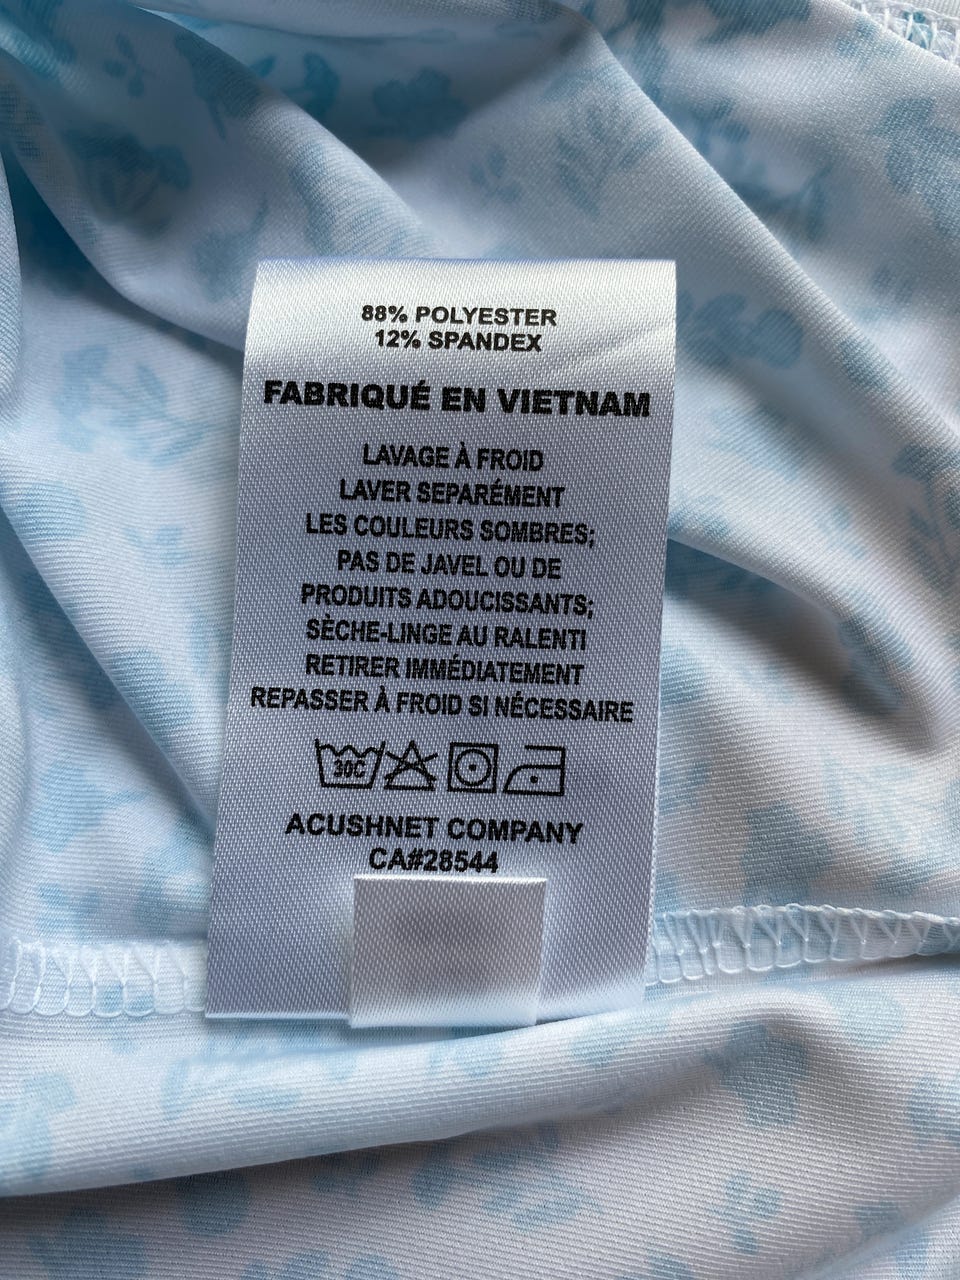 88% POLYESTER
12% SPANDEX
FABRIQUÉ EN VIETNAM
LAVAGE À FROID
LAVER SEPARÉMENT
LES COULEURS SOMBRES;
PAS DE JAVEL OU DE
PRODUITS ADOUCISSANTS;
SÈCHE-LINGE AU RALENTI
RETIRER IMMÉDIATEMENT
REPASSER À FROID SI NÉCESSAIRE
30C
ACUSHNET COMPANY
CA#28544